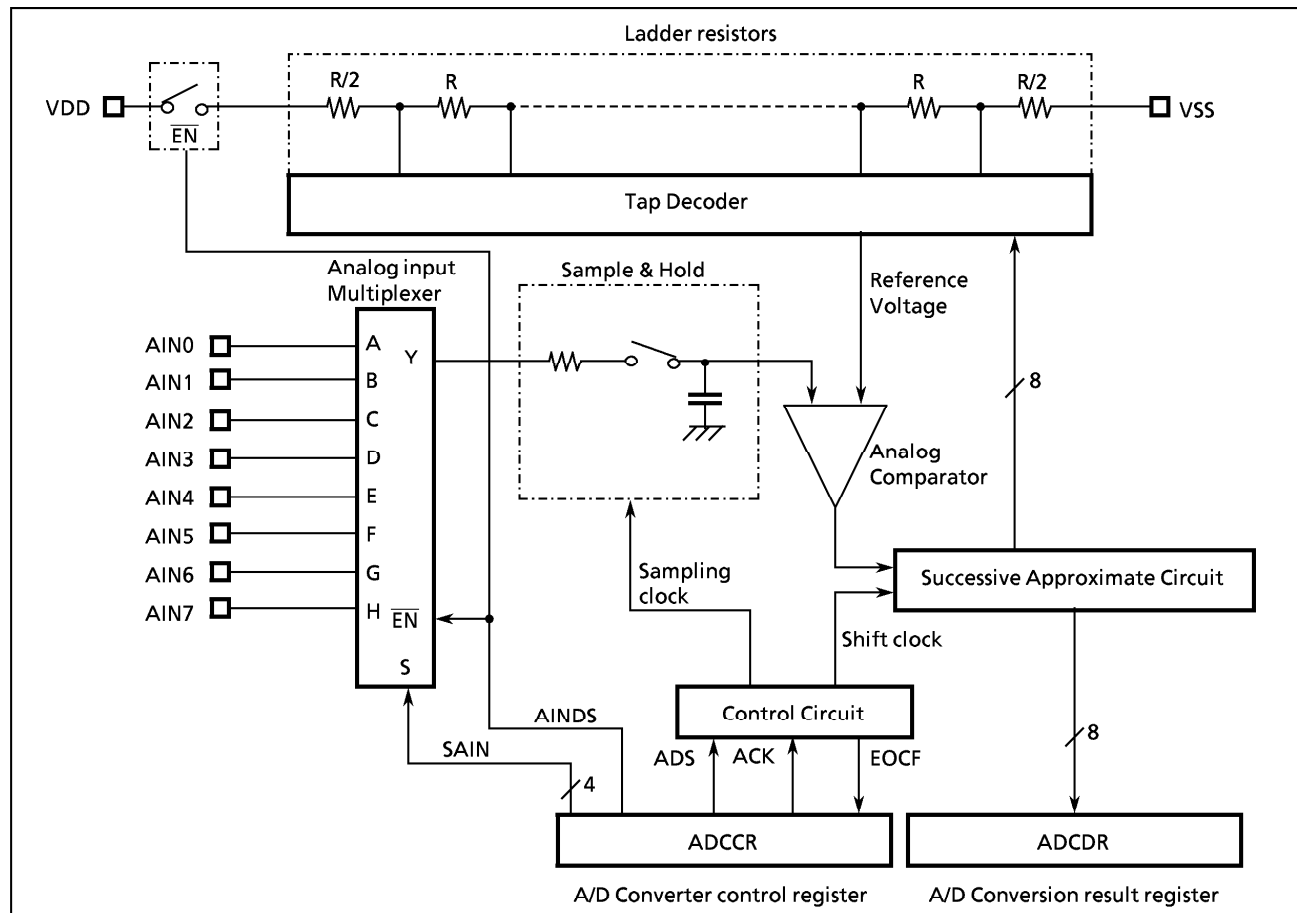 Ladder resistors
R/2
R
R
R/2
VDD
EN
VSS
Tap Decoder
Analog input
Multiplexer
Sample & Hold
Reference
Voltage
AIN0
A
Y
AIN1
B
8
AIN2
C
AIN3
D
Analog
Comparator
AIN4
E
AIN5
F
AIN6
G
Sampling
clock
Successive Approximate Circuit
AIN7
H
EN
Shift clock
S
AINDS
Control Circuit
SAIN
ADS
ACK
EOCF
8
4
ADCCR
ADCDR
A/D Converter control register
A/D Conversion result register